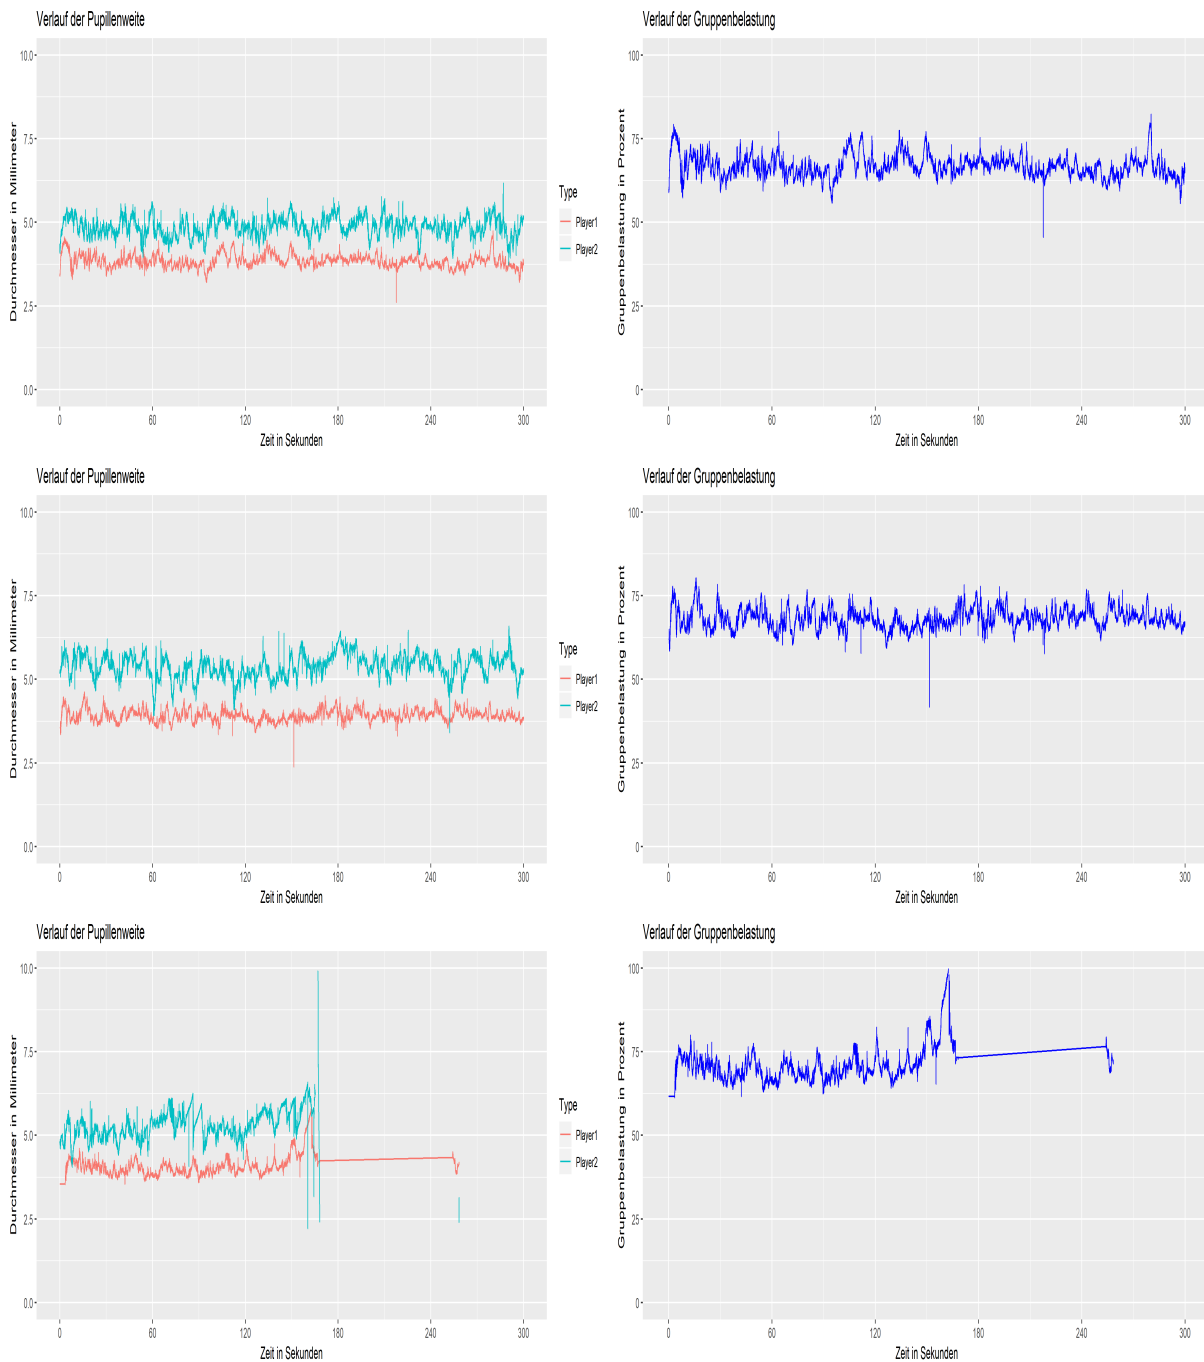 Verlauf der Pupillenweite
Durchmesser in Millimeter
10.0
7.5
5.0
2.5
0.0
0 60 120 180 240 300
Zeit in Sekunden
Type
Player1
Player2
Verlauf der Gruppenbelastung
Gruppenbelastung in Prozent
100
75
50
25
0
0 60 120 180 240 300
Zeit in Sekunden
Verlauf der Pupillenweite
Durchmesser in Millimeter
10.0
7.5
5.0
2.5
0.0
0 60 120 180 240 300
Zeit in Sekunden
Type
Player1
Player2
Verlauf der Gruppenbelastung
Gruppenbelastung in Prozent
100
75
50
25
0
0 60 120 180 240 300
Zeit in Sekunden
Verlauf der Pupillenweite
Durchmesser in Millimeter
10.0
7.5
5.0
2.5
0.0
0 60 120 180 240 300
Zeit in Sekunden
Type
Player1
Player2
Verlauf der Gruppenbelastung
Gruppenbelastung in Prozent
100
75
50
25
0
0 60 120 180 240 300
Zeit in Sekunden